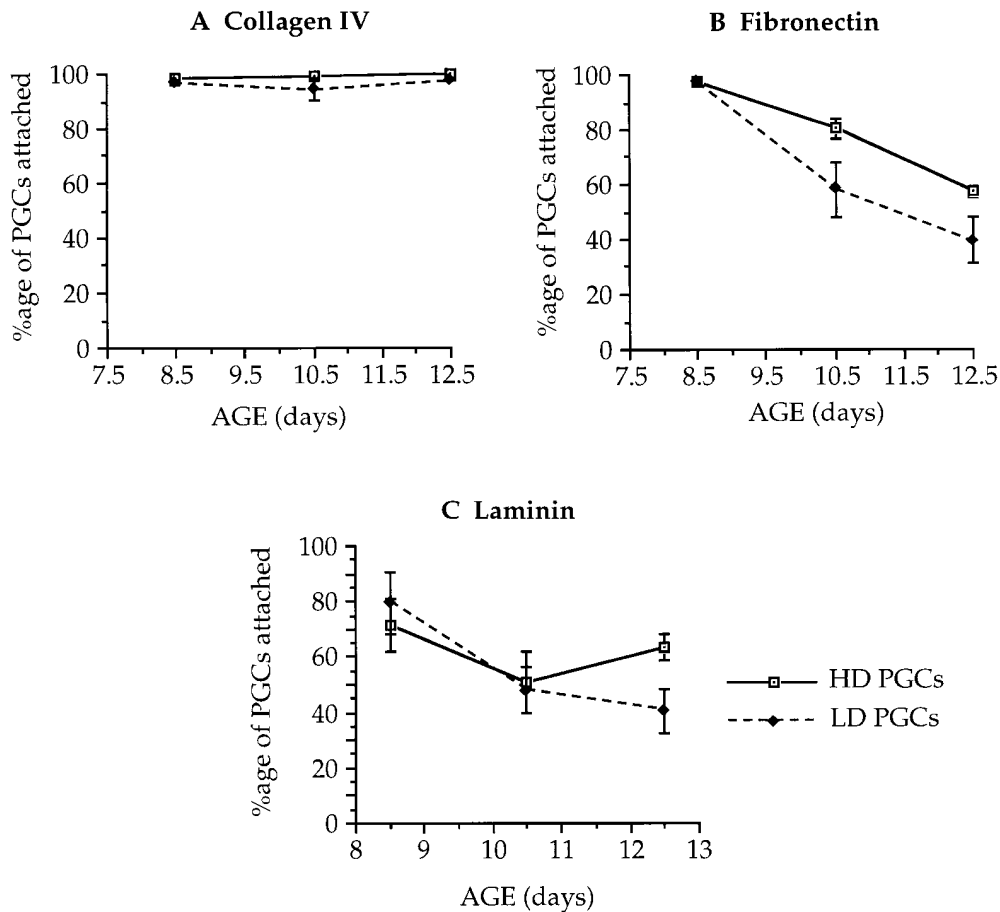 A Collagen IV
%age of PGCs attached
100
80
60
40
20
0
7.5 8.5 9.5 10.5 11.5 12.5
AGE (days)
B Fibronectin
%age of PGCs attached
100
80
60
40
20
0
7.5 8.5 9.5 10.5 11.5 12.5
AGE (days)
C Laminin
%age of PGCs attached
100
80
60
40
20
0
8 9 10 11 12 13
AGE (days)
HD PGCs
LD PGCs